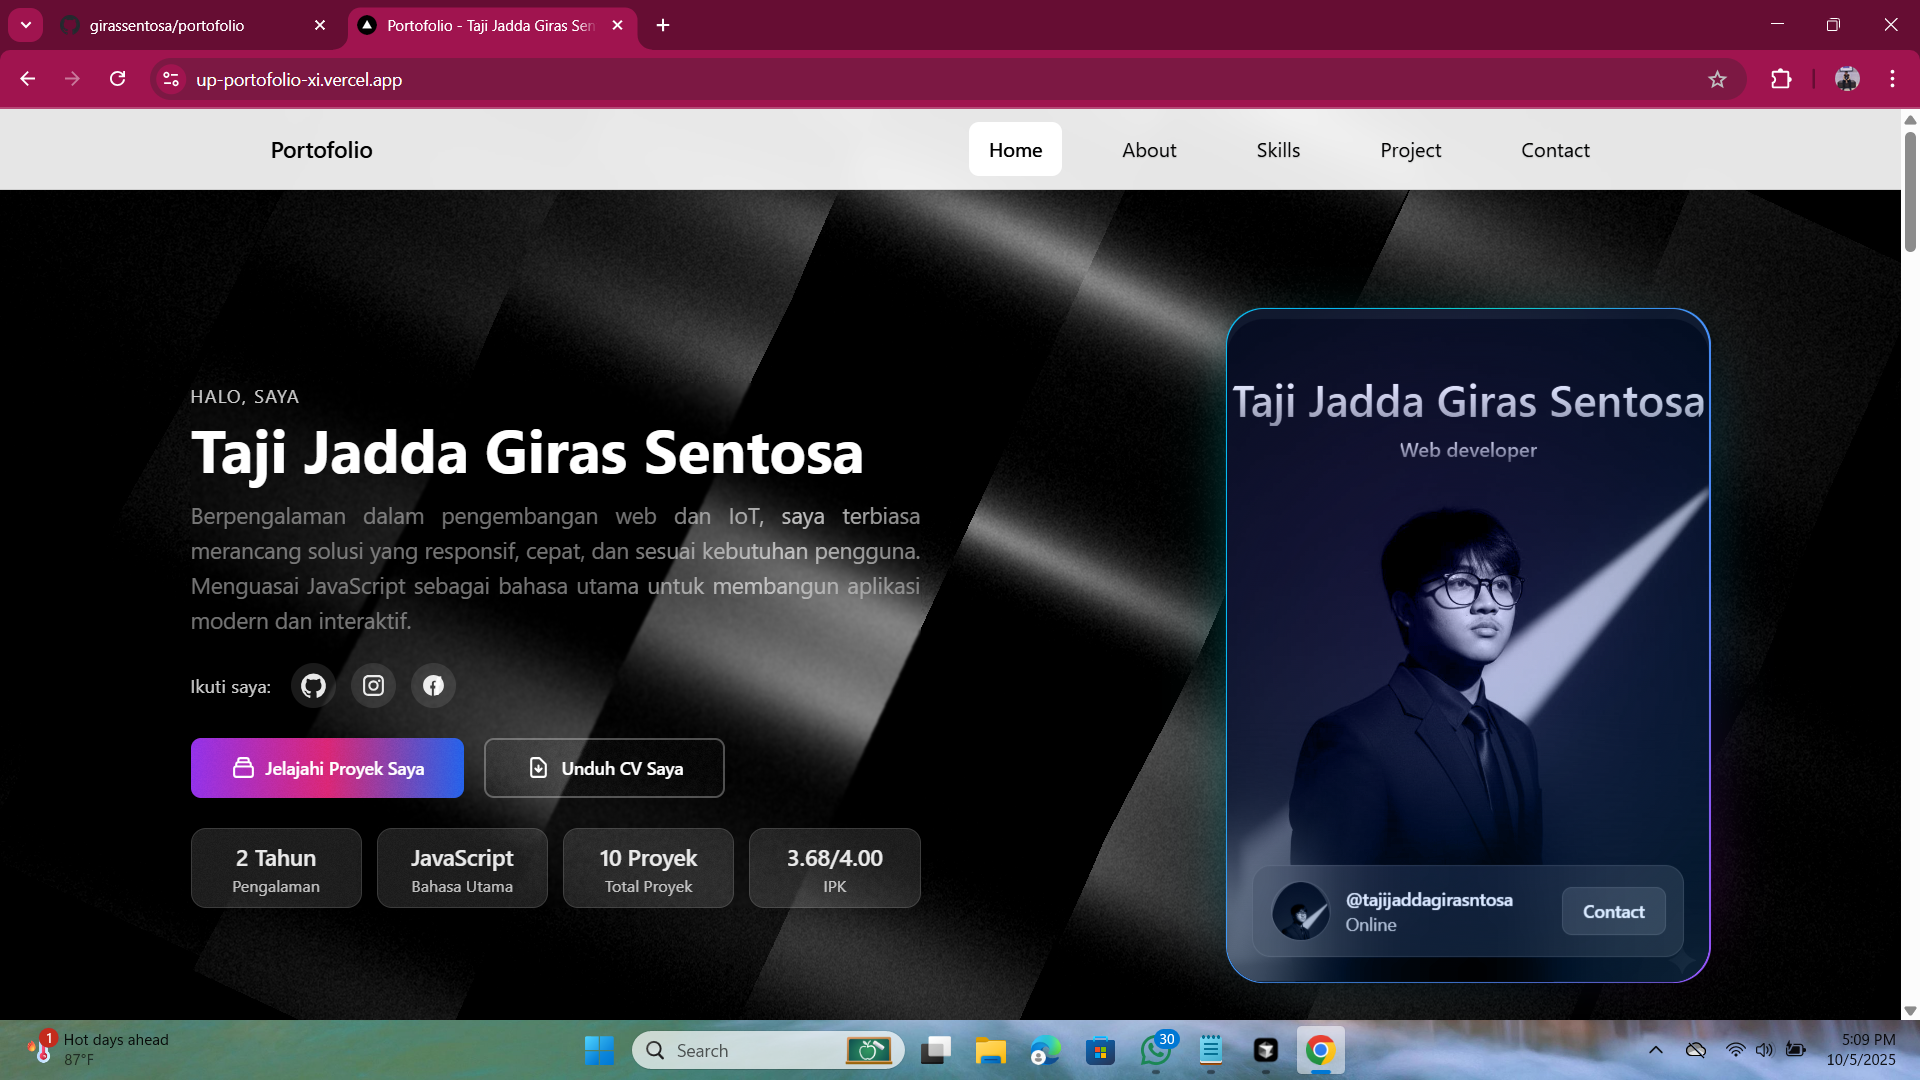 girassentosa/portofolio
Portofolio - Taji Jadda Giras Sen
up-portofolio-xi.vercel.app
Portofolio
Home
About
Skills
Project
Contact
HALO, SAYA
Taji Jadda Giras Sentosa
Berpengalaman dalam pengembangan web dan IoT, saya terbiasa
merancang solusi yang responsif, cepat, dan sesuai kebutuhan pengguna.
Menguasai JavaScript sebagai bahasa utama untuk membangun aplikasi
modern dan interaktif.
Ikuti saya:
Jelajahi Proyek Saya
Unduh CV Saya
2 Tahun
Pengalaman
JavaScript
Bahasa Utama
10 Proyek
Total Proyek
3.68/4.00
IPK
Taji Jadda Giras Sentosa
Web developer
@tajijaddagirasntosa
Online
Contact
1
Hot days ahead
87°F
Search
30
5:09 PM
10/5/2025